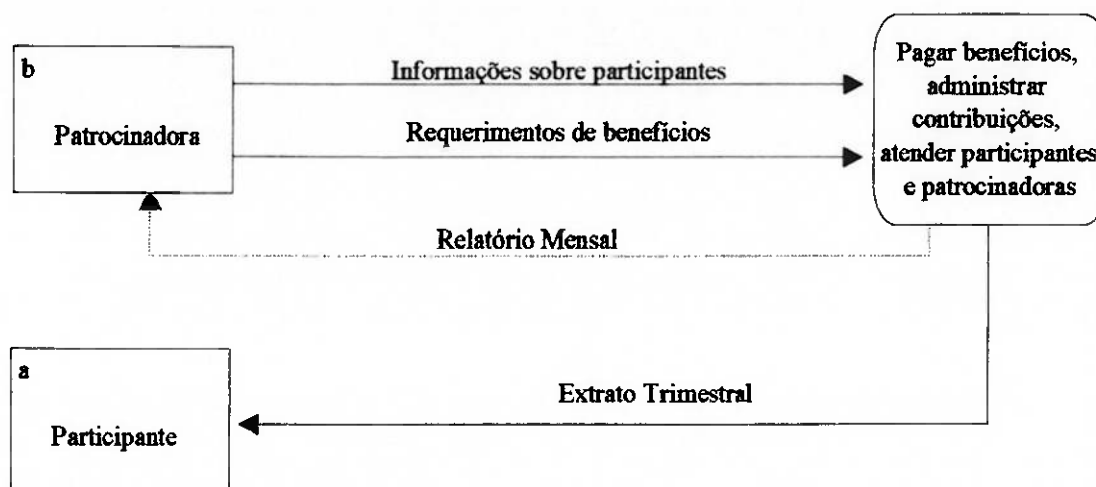 b
Patrocinadora
Informações sobre participantes
Requerimentos de benefícios
Pagar benefícios,
administrar
contribuições,
atender participantes
e patrocinadoras
Relatório Mensal
a
Participante
Extrato Trimestral